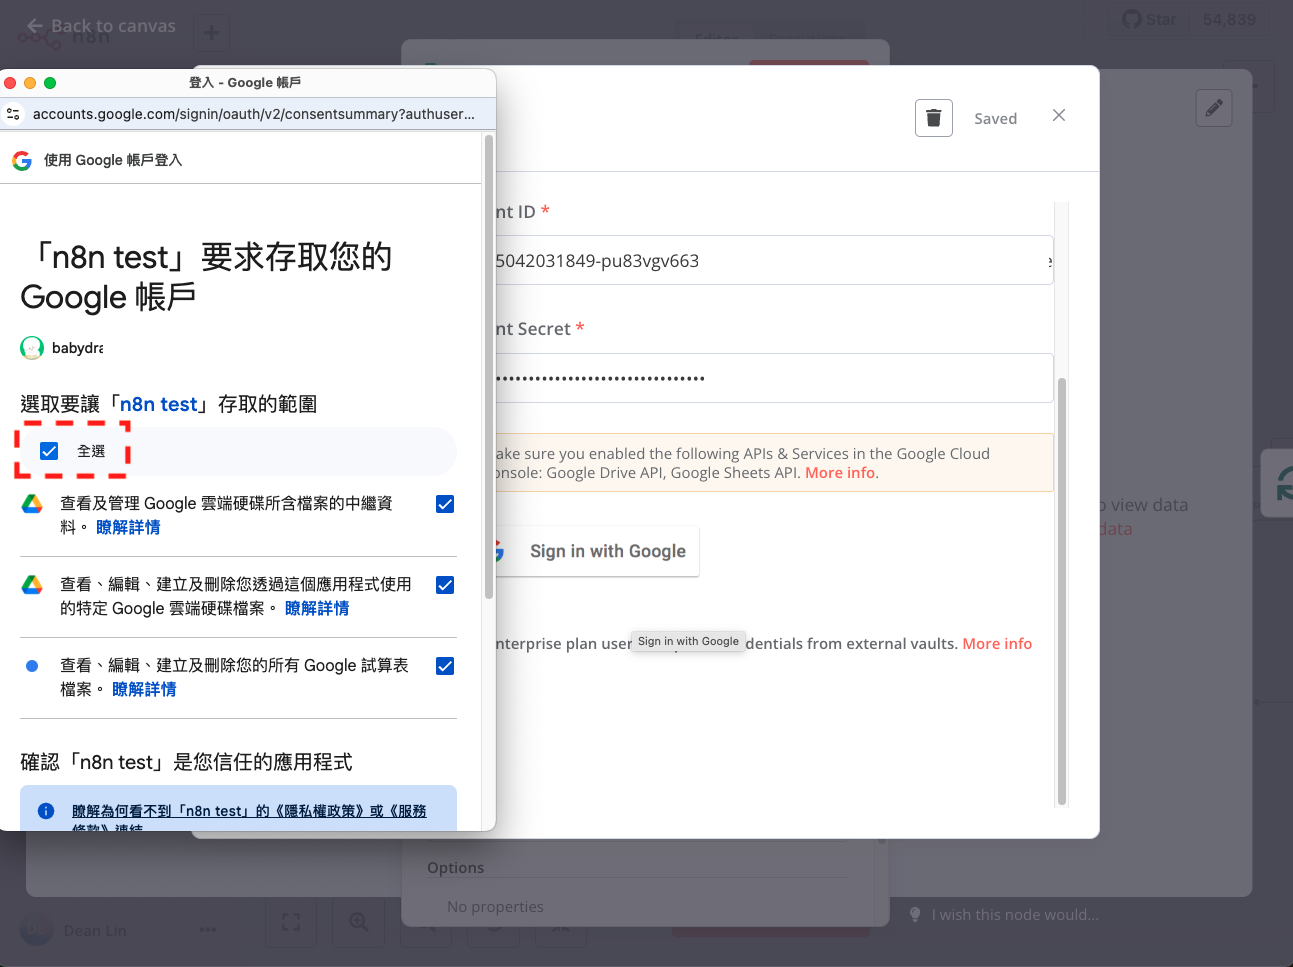 Back to canvas
n8n
Editor
Star
54,839
登入 - Google 帳戶
accounts.google.com/signin/oauth/v2/consentsummary?authuser...
使用 Google 帳戶登入
「n8n test」要求存取您的
Google 帳戶
babydra
選取要讓「n8n test」存取的範圍
全選
查看及管理 Google 雲端硬碟所含檔案的中繼資
料。 瞭解詳情
查看、編輯、建立及刪除您透過這個應用程式使用
的特定 Google 雲端硬碟檔案。 瞭解詳情
查看、編輯、建立及刪除您的所有 Google 試算表
檔案。 瞭解詳情
確認「n8n test」是您信任的應用程式
瞭解為何看不到「n8n test」的《隱私權政策》或《服務
條款》連結
Saved
nt ID *
5042031849-pu83vgv663
nt Secret *
••••••••••••••••••••••••••••••••
ake sure you enabled the following APIs & Services in the Google Cloud
onsole: Google Drive API, Google Sheets API. More info.
Sign in with Google
nterprise plan user
Sign in with Google
dentials from external vaults. More info
o view data
data
Options
No properties
I wish this node would...
Dean Lin